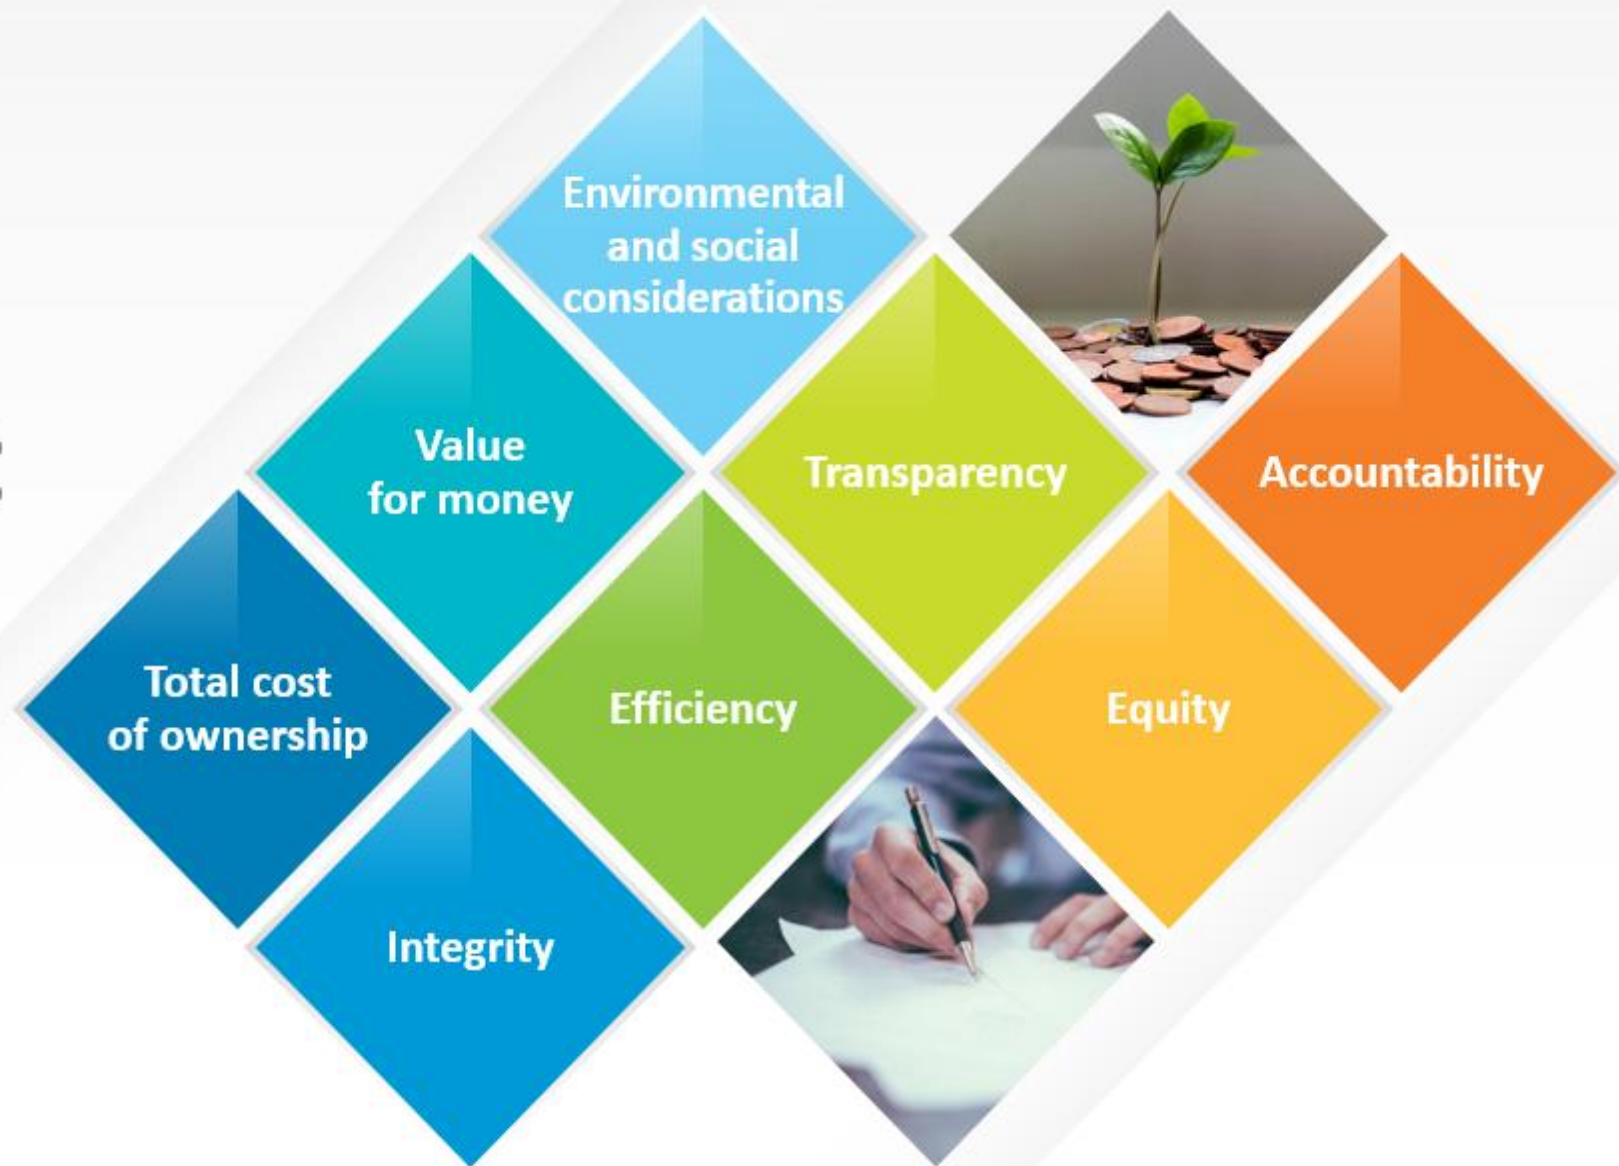 Environmental
and social
considerations
Value
for money
Transparency
Accountability
Total cost
of ownership
Efficiency
Equity
Integrity